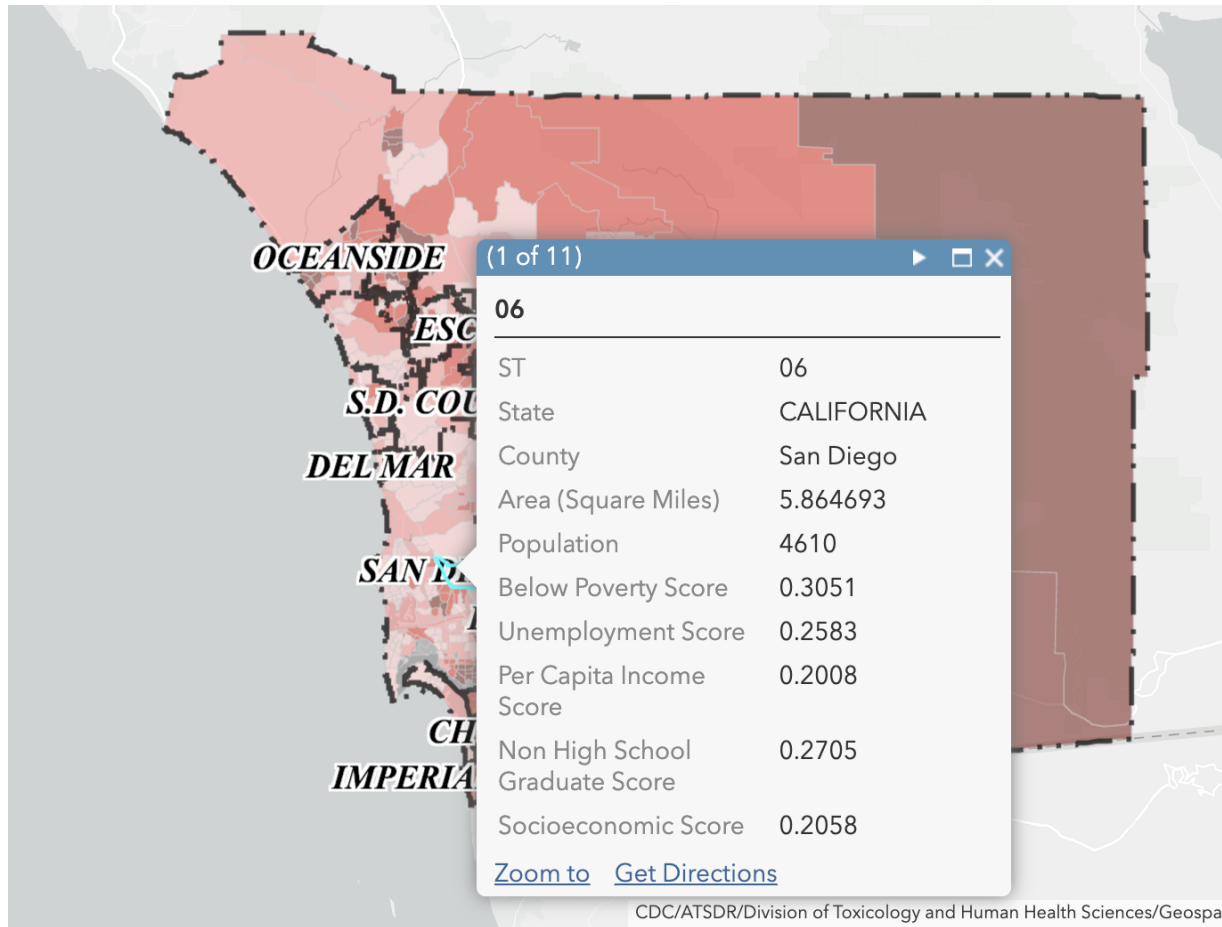 OCEANSIDE
ESC
S.D. COU
DEL MAR
SAN DI
CH
IMPERIA
(1 of 11)
06
ST 06
State CALIFORNIA
County San Diego
Area (Square Miles) 5.864693
Population 4610
Below Poverty Score 0.3051
Unemployment Score 0.2583
Per Capita Income 0.2008
Score
Non High School 0.2705
Graduate Score
Socioeconomic Score 0.2058
Zoom to Get Directions
CDC/ATSDR/Division of Toxicology and Human Health Sciences/Geospa